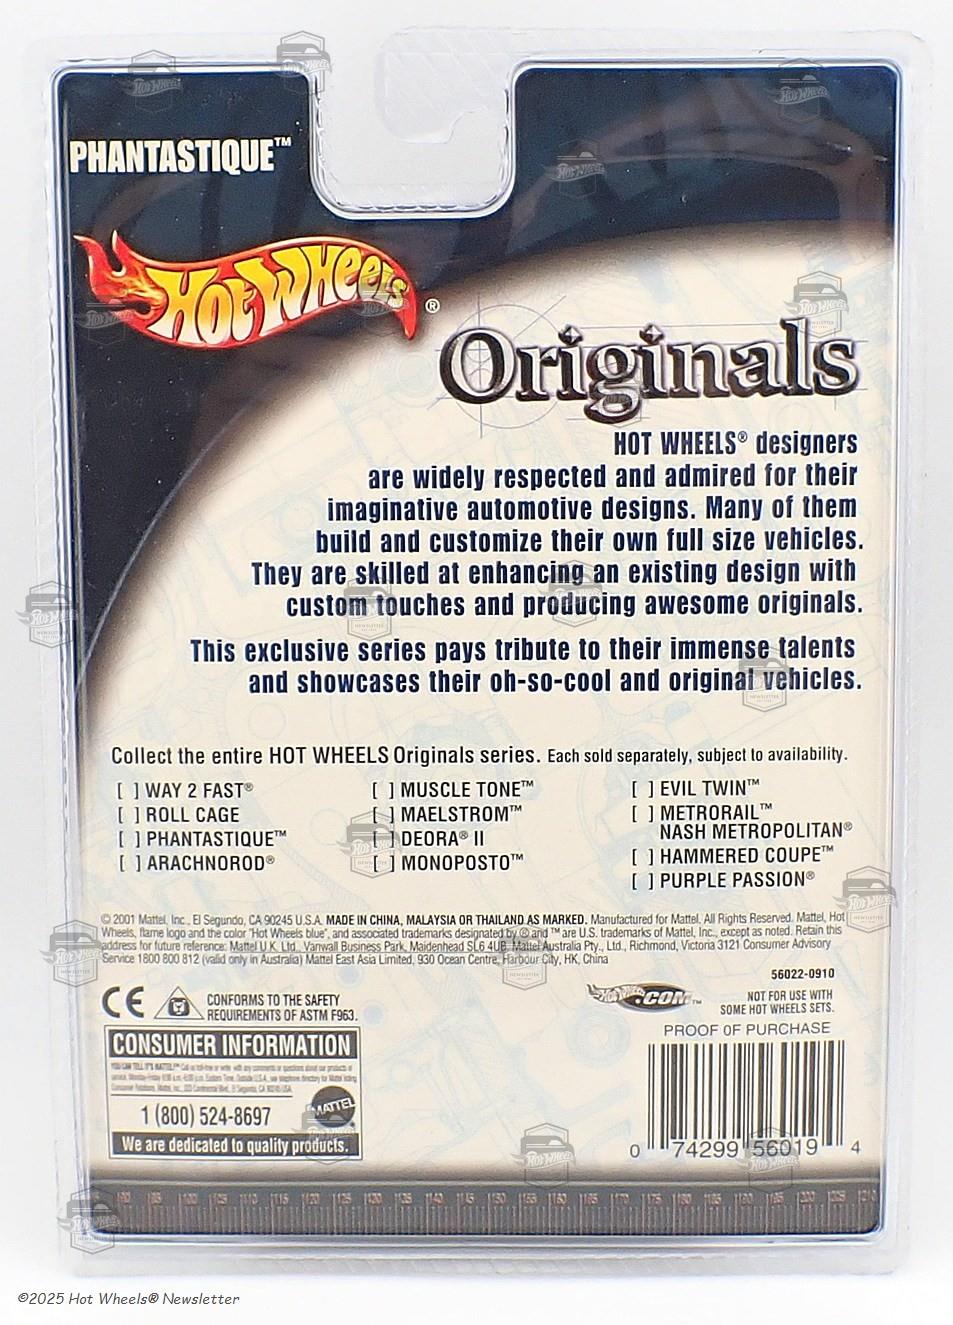 PHANTASTIQUE™
Hot Wheels®
Originals
HOT WHEELS® designers
are widely respected and admired for their
imaginative automotive designs. Many of them
build and customize their own full size vehicles.
They are skilled at enhancing an existing design with
custom touches and producing awesome originals.
This exclusive series pays tribute to their immense talents
and showcases their oh-so-cool and original vehicles.
Collect the entire HOT WHEELS Originals series. Each sold separately, subject to availability.
[ ] WAY 2 FAST®
[ ] ROLL CAGE
[ ] PHANTASTIQUE™
[ ] ARACHNOROD®
[ ] MUSCLE TONE™
[ ] MAELSTROM™
[ ] DEORA® II
[ ] MONOPOSTO™
[ ] EVIL TWIN™
[ ] METRORAIL™
NASH METROPOLITAN®
[ ] HAMMERED COUPE™
[ ] PURPLE PASSION®
© 2001 Mattel, Inc., El Segundo, CA 90245 U.S.A. MADE IN CHINA, MALAYSIA OR THAILAND AS MARKED. Manufactured for Mattel. All Rights Reserved. Mattel, Hot
Wheels, flame logo and the color "Hot Wheels blue", and associated trademarks designated by ® and ™ are U.S. trademarks of Mattel, Inc., except as noted. Retain this
address for future reference: Mattel U.K. Ltd., Vanwall Business Park, Maidenhead SL6 4UB. Mattel Australia Pty., Ltd., Richmond, Victoria 3121 Consumer Advisory
Service 1800 800 812 (valid only in Australia) Mattel East Asia Limited, 930 Ocean Centre, Harbour City, HK, China
56022-0910
CE
CONFORMS TO THE SAFETY
REQUIREMENTS OF ASTM F963.
Hot Wheels.COM™
NOT FOR USE WITH
SOME HOT WHEELS SETS.
PROOF OF PURCHASE
CONSUMER INFORMATION
1 (800) 524-8697
MATTEL
We are dedicated to quality products.
0 74299 56019 4
©2025 Hot Wheels® Newsletter